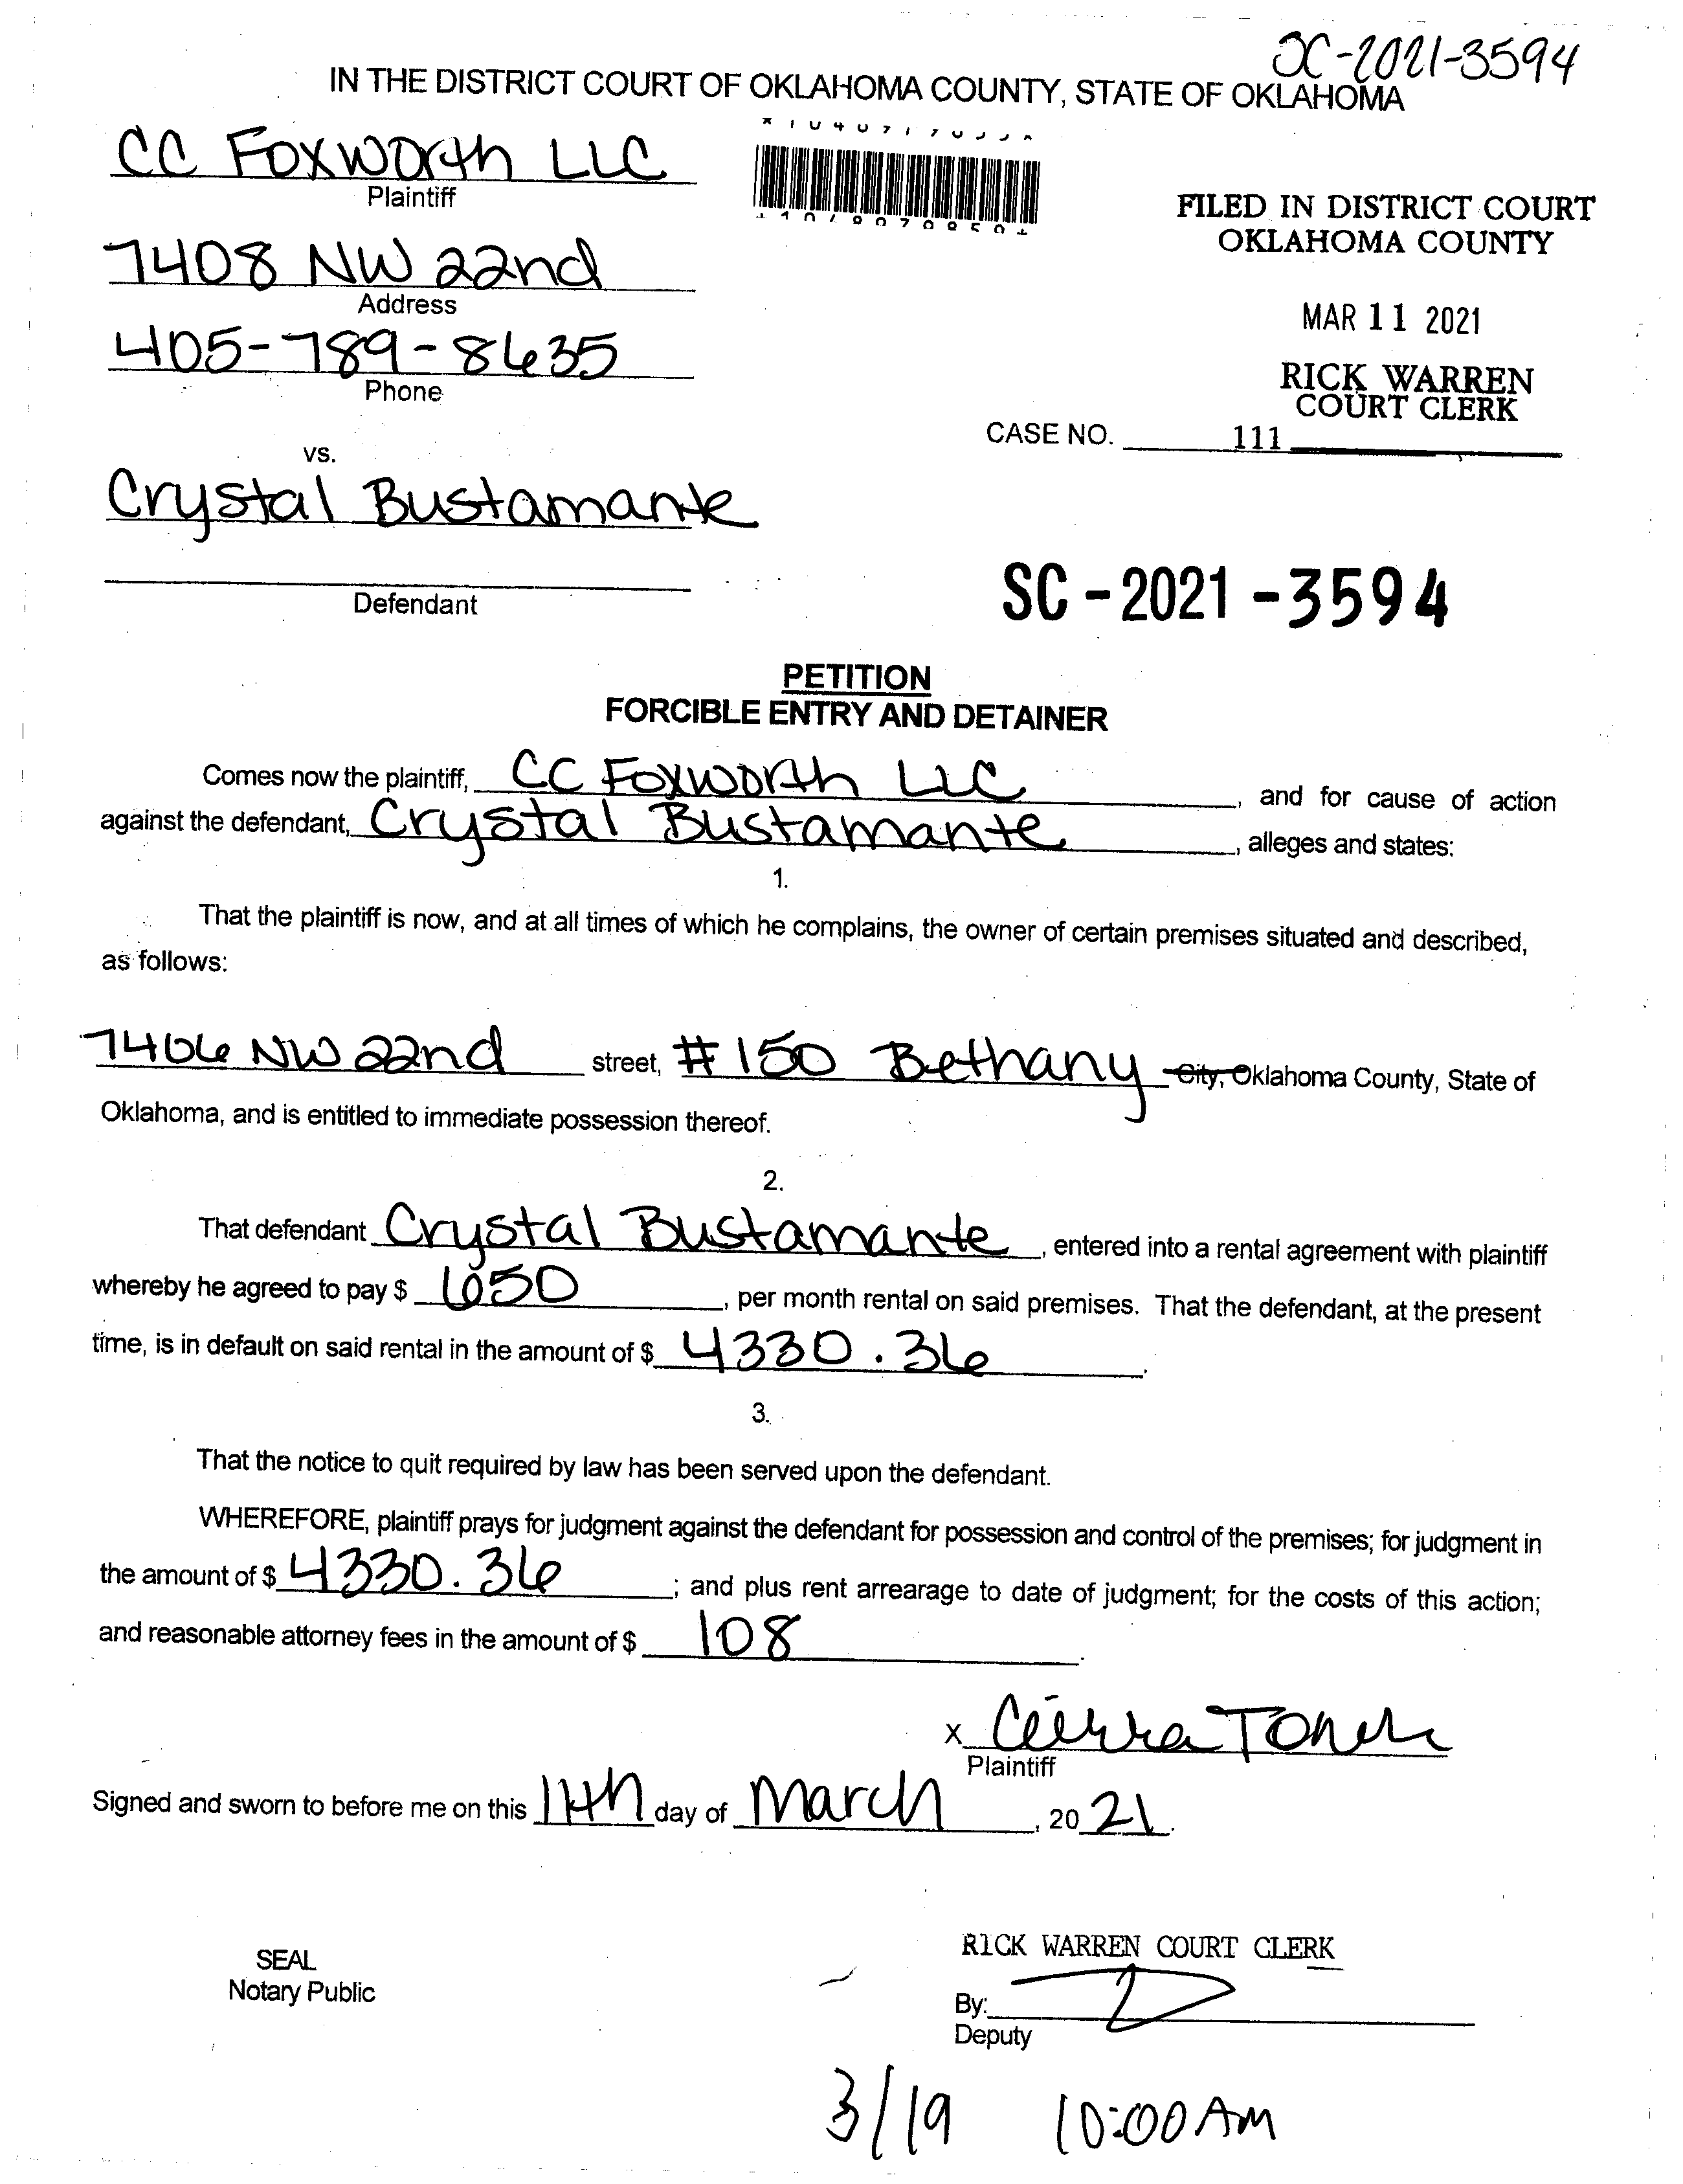 SC-2021-3594
IN THE DISTRICT COURT OF OKLAHOMA COUNTY, STATE OF OKLAHOMA
CC Foxworth LLC
Plaintiff
FILED IN DISTRICT COURT
OKLAHOMA COUNTY
7408 NW 22nd
Address
MAR 11 2021
405-789-8635
Phone
RICK WARREN
COURT CLERK
CASE NO. 111
vs.
Crystal Bustamante
Defendant
SC-2021-3594
PETITION
FORCIBLE ENTRY AND DETAINER
Comes now the plaintiff, CC Foxworth LLC, and for cause of action
against the defendant, Crystal Bustamante, alleges and states:
1.
That the plaintiff is now, and at all times of which he complains, the owner of certain premises situated and described,
as follows:
7406 NW 22nd street, #150 Bethany City, Oklahoma County, State of
Oklahoma, and is entitled to immediate possession thereof.
2.
That defendant Crystal Bustamante, entered into a rental agreement with plaintiff
whereby he agreed to pay $ 650, per month rental on said premises. That the defendant, at the present
time, is in default on said rental in the amount of $ 4330.36.
3.
That the notice to quit required by law has been served upon the defendant.
WHEREFORE, plaintiff prays for judgment against the defendant for possession and control of the premises; for judgment in
the amount of $ 4330.36; and plus rent arrearage to date of judgment; for the costs of this action;
and reasonable attorney fees in the amount of $ 108.
X Cierra Toner
Plaintiff
Signed and sworn to before me on this 11th day of March, 20 21.
SEAL
Notary Public
RICK WARREN COURT CLERK
By:
Deputy
3/19 10:00 AM